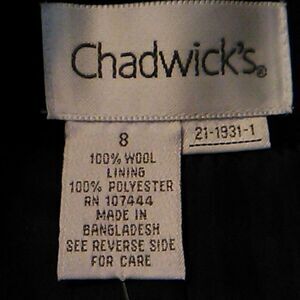 Chadwick's®
8
21-1931-1
100% WOOL
LINING
100% POLYESTER
RN 107444
MADE IN
BANGLADESH
SEE REVERSE SIDE
FOR CARE